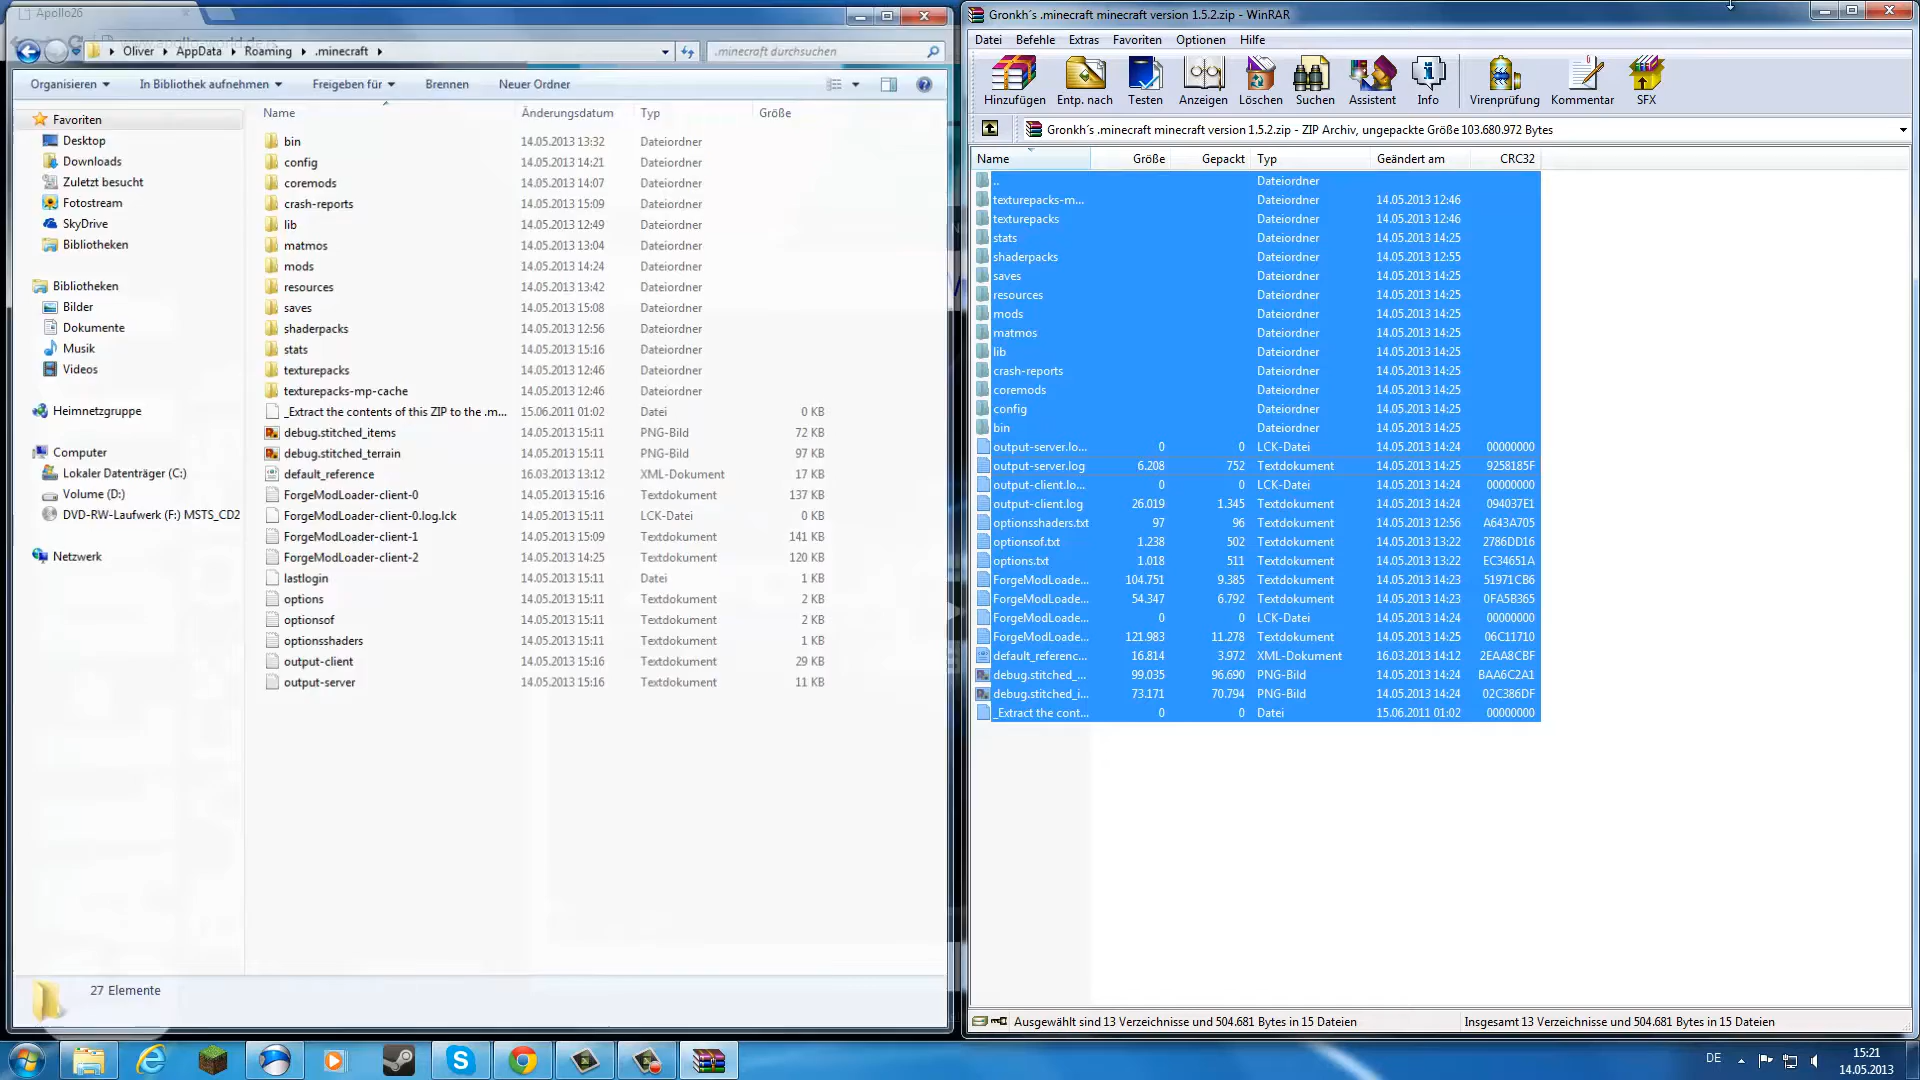 Apollo26
Oliver AppData Roaming .minecraft
.minecraft durchsuchen
Organisieren In Bibliothek aufnehmen Freigeben für Brennen Neuer Ordner
Name Änderungsdatum Typ Größe
Favoriten
Desktop
Downloads
Zuletzt besucht
Fotostream
SkyDrive
Bibliotheken
Bibliotheken
Bilder
Dokumente
Musik
Videos
Heimnetzgruppe
Computer
Lokaler Datenträger (C:)
Volume (D:)
DVD-RW-Laufwerk (F:) MSTS_CD2
Netzwerk
bin 14.05.2013 13:32 Dateiordner
config 14.05.2013 14:21 Dateiordner
coremods 14.05.2013 14:07 Dateiordner
crash-reports 14.05.2013 15:09 Dateiordner
lib 14.05.2013 12:49 Dateiordner
matmos 14.05.2013 13:04 Dateiordner
mods 14.05.2013 14:24 Dateiordner
resources 14.05.2013 13:42 Dateiordner
saves 14.05.2013 15:08 Dateiordner
shaderpacks 14.05.2013 12:56 Dateiordner
stats 14.05.2013 15:16 Dateiordner
texturepacks 14.05.2013 12:46 Dateiordner
texturepacks-mp-cache 14.05.2013 12:46 Dateiordner
_Extract the contents of this ZIP to the .m... 15.06.2011 01:02 Datei 0 KB
debug.stitched_items 14.05.2013 15:11 PNG-Bild 72 KB
debug.stitched_terrain 14.05.2013 15:11 PNG-Bild 97 KB
default_reference 16.03.2013 13:12 XML-Dokument 17 KB
ForgeModLoader-client-0 14.05.2013 15:16 Textdokument 137 KB
ForgeModLoader-client-0.log.lck 14.05.2013 15:11 LCK-Datei 0 KB
ForgeModLoader-client-1 14.05.2013 15:09 Textdokument 141 KB
ForgeModLoader-client-2 14.05.2013 14:25 Textdokument 120 KB
lastlogin 14.05.2013 15:11 Datei 1 KB
options 14.05.2013 15:11 Textdokument 2 KB
optionsof 14.05.2013 15:11 Textdokument 2 KB
optionsshaders 14.05.2013 15:11 Textdokument 1 KB
output-client 14.05.2013 15:16 Textdokument 29 KB
output-server 14.05.2013 15:16 Textdokument 11 KB
27 Elemente
Gronkh´s .minecraft minecraft version 1.5.2.zip - WinRAR
Datei Befehle Extras Favoriten Optionen Hilfe
Hinzufügen Entp. nach Testen Anzeigen Löschen Suchen Assistent Info Virenprüfung Kommentar SFX
Gronkh´s .minecraft minecraft version 1.5.2.zip - ZIP Archiv, ungepackte Größe 103.680.972 Bytes
Name Größe Gepackt Typ Geändert am CRC32
.. Dateiordner
texturepacks-m... Dateiordner 14.05.2013 12:46
texturepacks Dateiordner 14.05.2013 12:46
stats Dateiordner 14.05.2013 14:25
shaderpacks Dateiordner 14.05.2013 12:55
saves Dateiordner 14.05.2013 14:25
resources Dateiordner 14.05.2013 14:25
mods Dateiordner 14.05.2013 14:25
matmos Dateiordner 14.05.2013 14:25
lib Dateiordner 14.05.2013 14:25
crash-reports Dateiordner 14.05.2013 14:25
coremods Dateiordner 14.05.2013 14:25
config Dateiordner 14.05.2013 14:25
bin Dateiordner 14.05.2013 14:25
output-server.lo... 0 0 LCK-Datei 14.05.2013 14:24 00000000
output-server.log 6.208 752 Textdokument 14.05.2013 14:25 9258185F
output-client.lo... 0 0 LCK-Datei 14.05.2013 14:24 00000000
output-client.log 26.019 1.345 Textdokument 14.05.2013 14:24 094037E1
optionsshaders.txt 97 96 Textdokument 14.05.2013 12:56 A643A705
optionsof.txt 1.238 502 Textdokument 14.05.2013 13:22 2786DD16
options.txt 1.018 511 Textdokument 14.05.2013 13:22 EC34651A
ForgeModLoade... 104.751 9.385 Textdokument 14.05.2013 14:23 51971CB6
ForgeModLoade... 54.347 6.792 Textdokument 14.05.2013 14:23 0FA5B365
ForgeModLoade... 0 0 LCK-Datei 14.05.2013 14:24 00000000
ForgeModLoade... 121.983 11.278 Textdokument 14.05.2013 14:25 06C11710
default_referenc... 16.814 3.972 XML-Dokument 16.03.2013 14:12 2EAA8CBF
debug.stitched_... 99.035 96.690 PNG-Bild 14.05.2013 14:24 BAA6C2A1
debug.stitched_i... 73.171 70.794 PNG-Bild 14.05.2013 14:24 02C386DF
_Extract the cont... 0 0 Datei 15.06.2011 01:02 00000000
Ausgewählt sind 13 Verzeichnisse und 504.681 Bytes in 15 Dateien
Insgesamt 13 Verzeichnisse und 504.681 Bytes in 15 Dateien
DE
15:21
14.05.2013